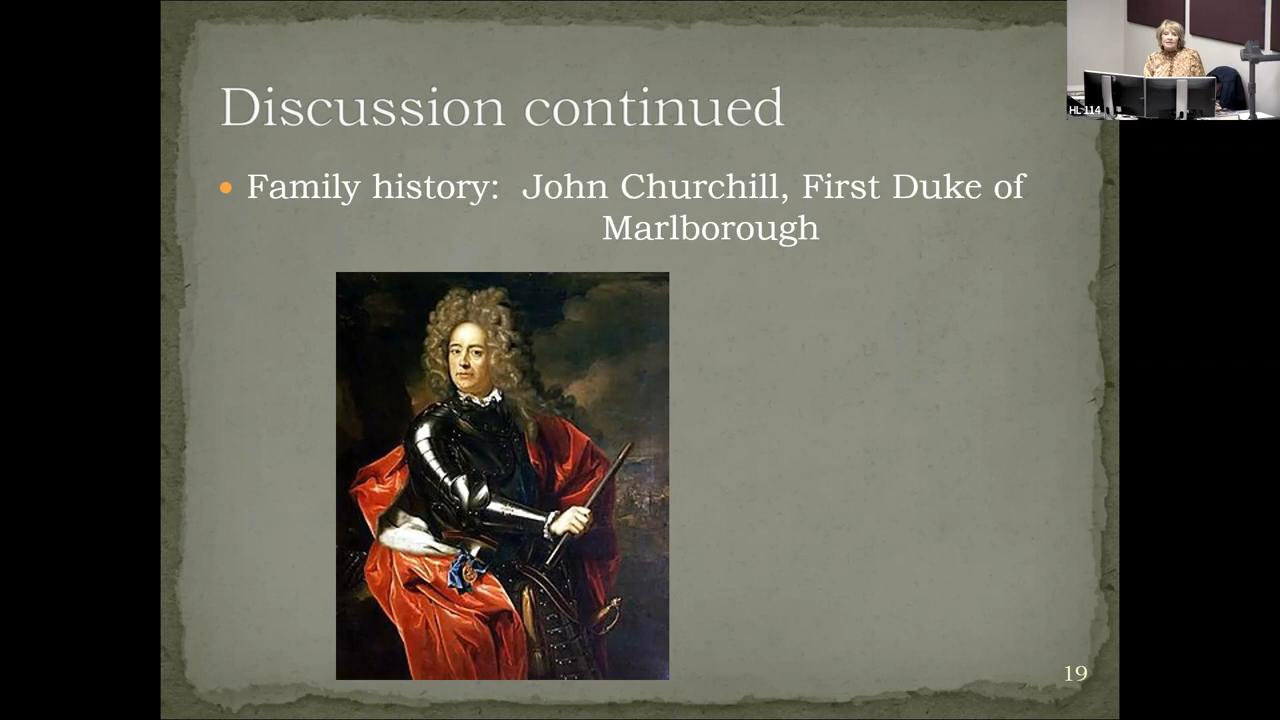 Discussion continued
Family history: John Churchill, First Duke of
Marlborough
19
HL 114